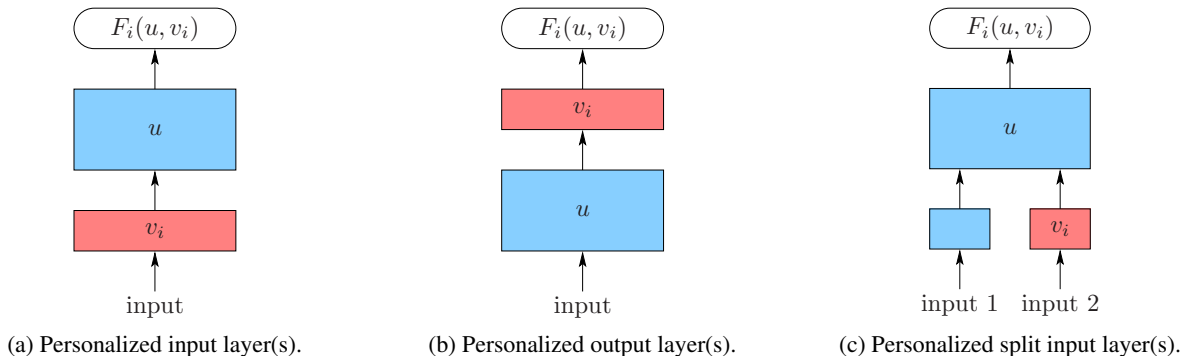 F_i(u, v_i)
u
v_i
input
(a) Personalized input layer(s).
F_i(u, v_i)
v_i
u
input
(b) Personalized output layer(s).
F_i(u, v_i)
u
v_i
input 1 input 2
(c) Personalized split input layer(s).